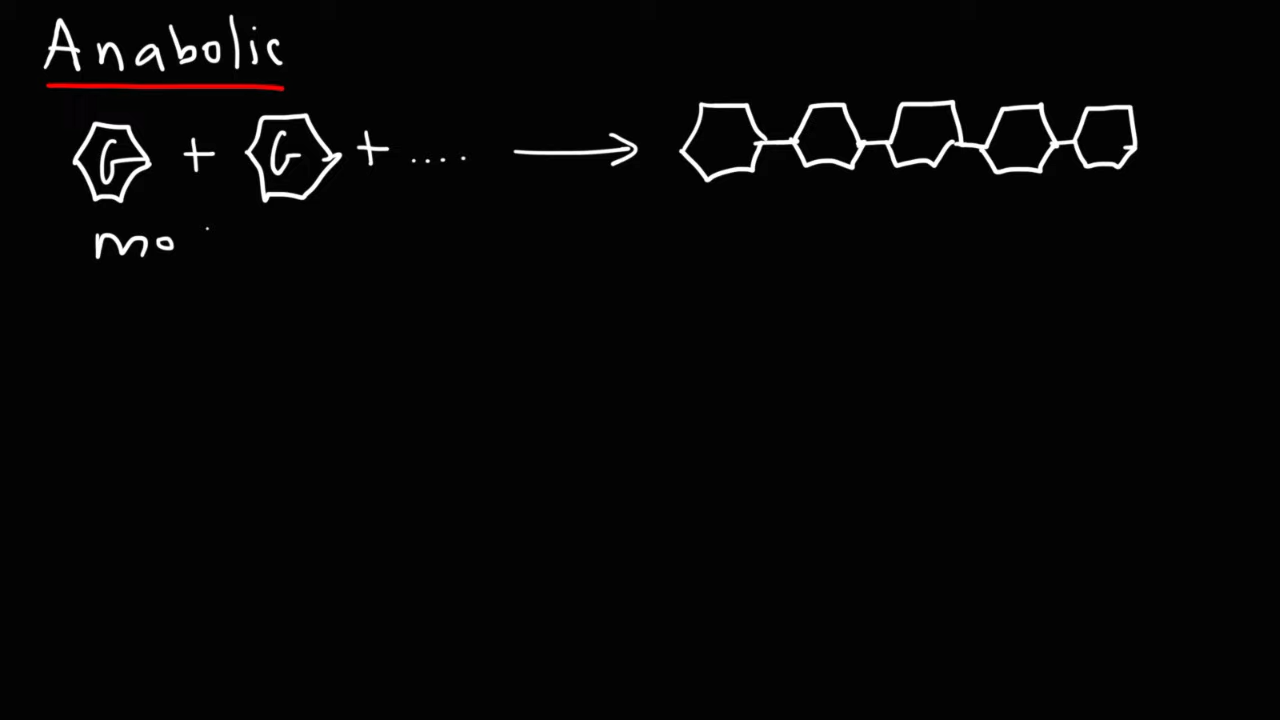 Anabolic
G + G + .... →
mo